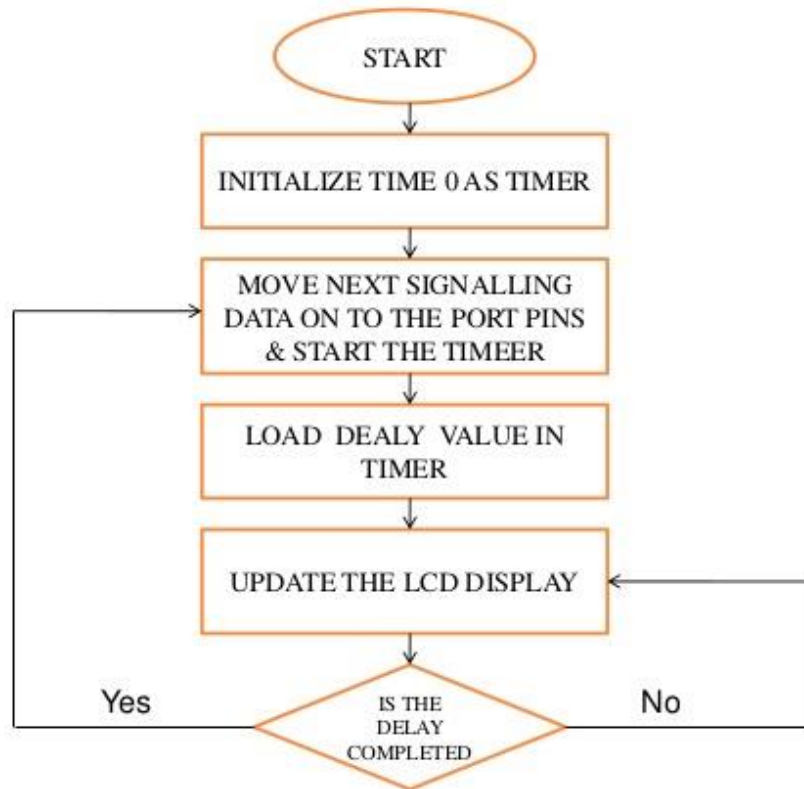 START
INITIALIZE TIME 0 AS TIMER
MOVE NEXT SIGNALLING
DATA ON TO THE PORT PINS
& START THE TIMEER
LOAD DEALY VALUE IN
TIMER
UPDATE THE LCD DISPLAY
Yes
No
IS THE
DELAY
COMPLETED